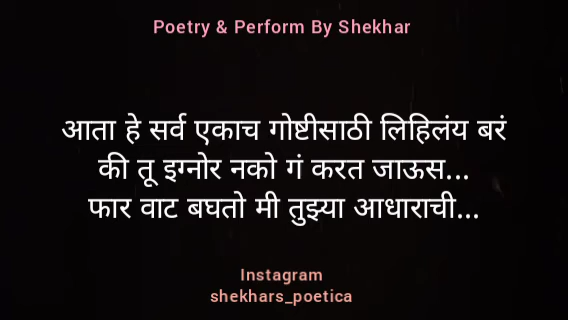 Poetry & Perform By Shekhar
आता हे सर्व एकाच गोष्टीसाठी लिहिलंय बरं
की तू इग्नोर नको गं करत जाऊस...
फार वाट बघतो मी तुझ्या आधाराची...
Instagram
shekhars_poetica